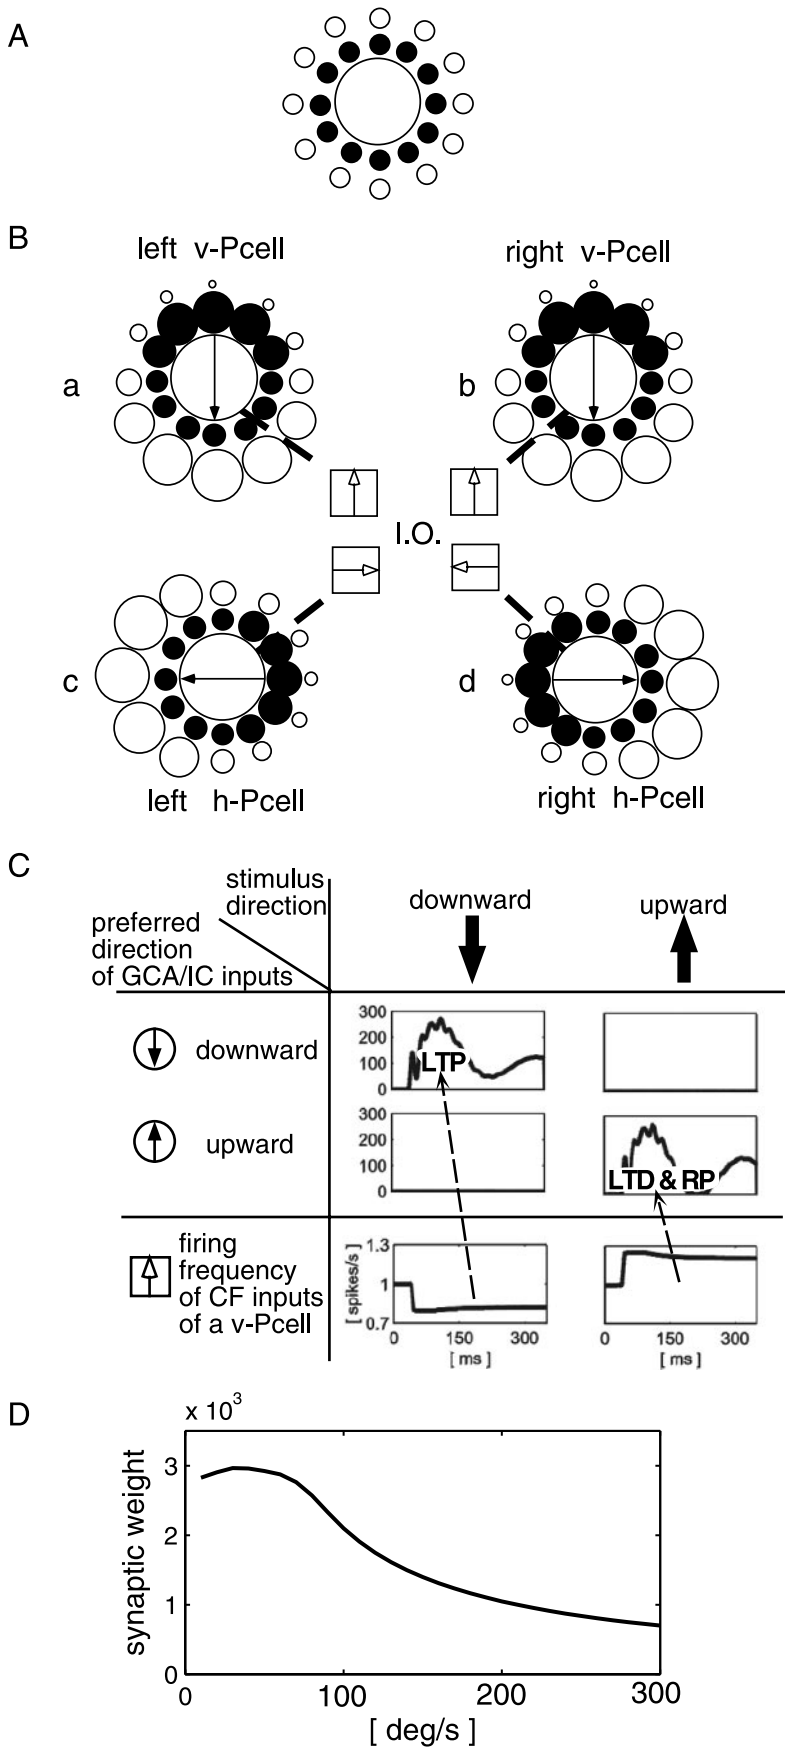 A
B
left v-Pcell
right v-Pcell
a
b
I.O.
c
d
left h-Pcell
right h-Pcell
C
stimulus
direction
preferred
direction
of GCA/IC inputs
downward
upward
downward
300
200
100
0
LTP
upward
300
200
100
0
LTD & RP
firing
frequency
of CF inputs
of a v-Pcell
[ spikes/s ]
1.3
1
0.7
0 150 300
[ ms ]
0 150 300
[ ms ]
D
x 10³
synaptic weight
3
2
1
0
0 100 200 300
[ deg/s ]